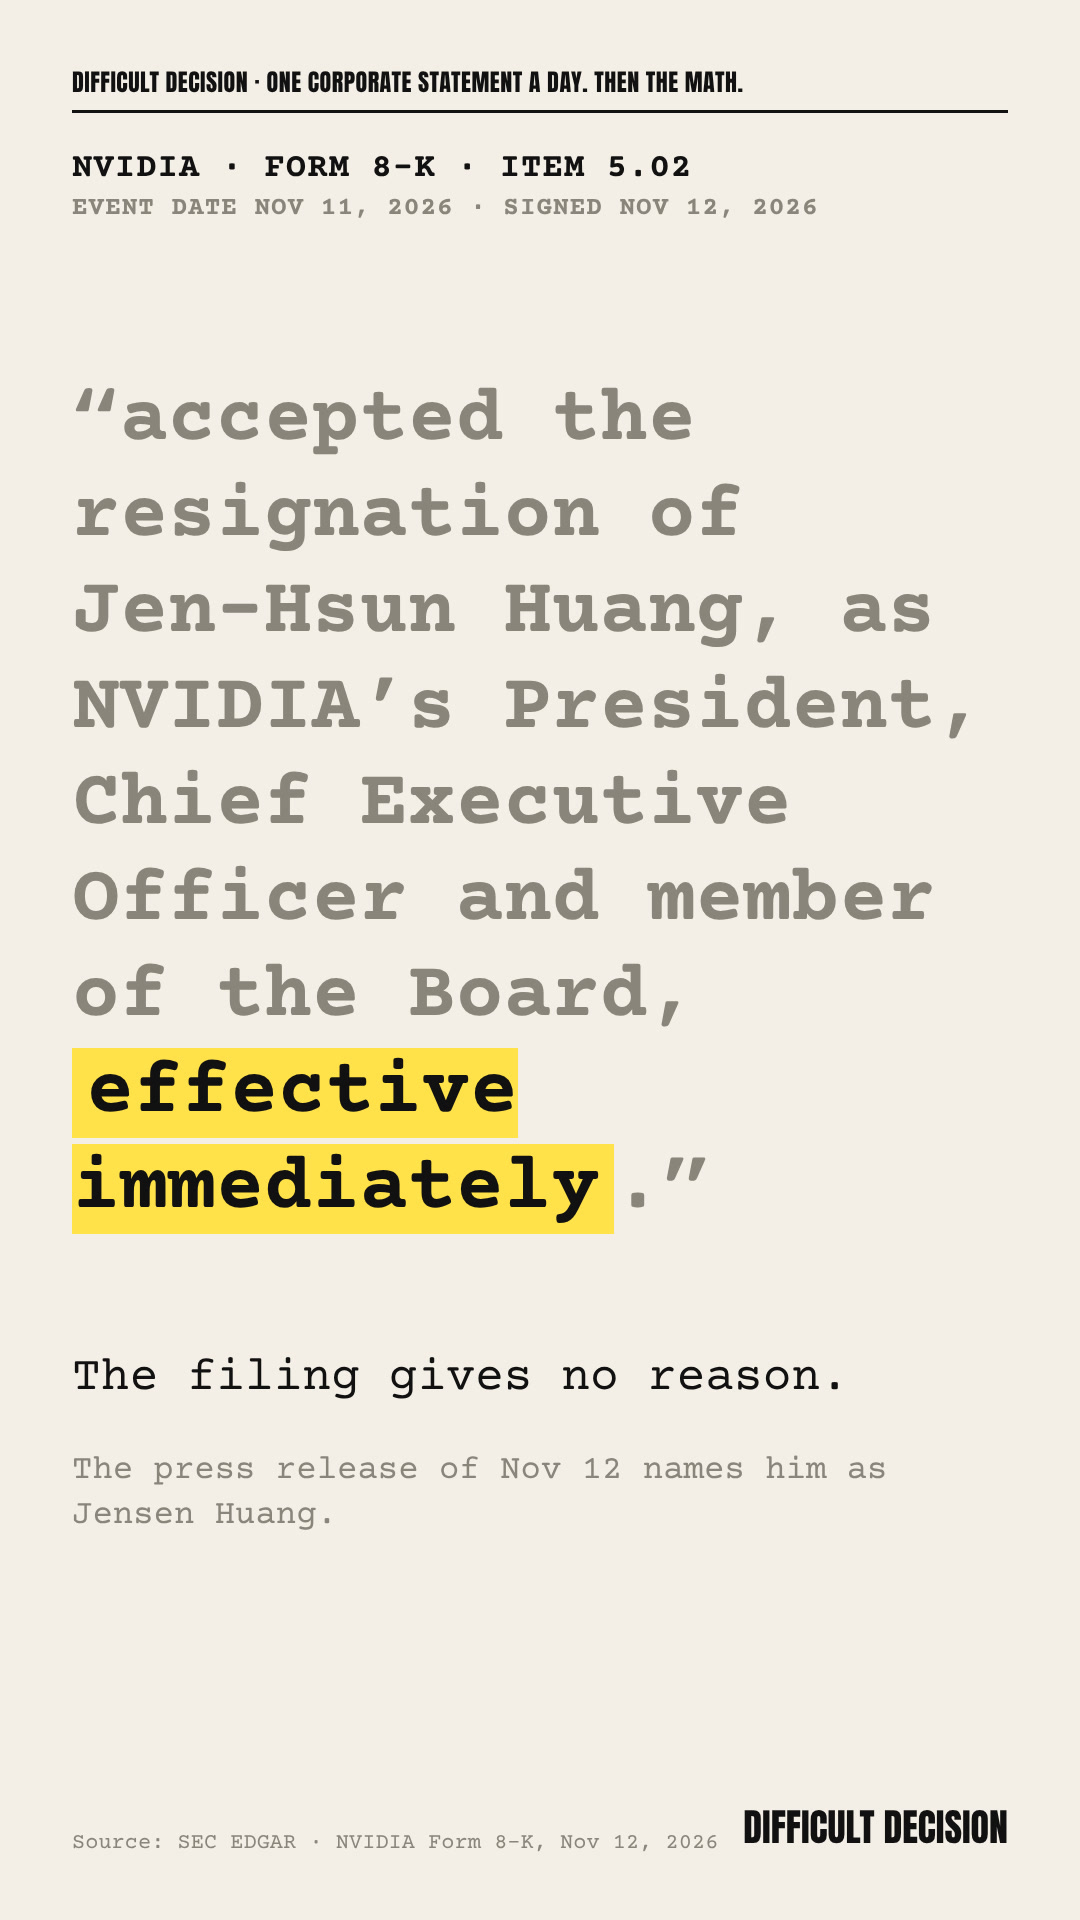 DIFFICULT DECISION · ONE CORPORATE STATEMENT A DAY. THEN THE MATH.
NVIDIA · FORM 8-K · ITEM 5.02
EVENT DATE NOV 11, 2026 · SIGNED NOV 12, 2026
“accepted the
resignation of
Jen-Hsun Huang, as
NVIDIA’s President,
Chief Executive
Officer and member
of the Board,
effective
immediately.”
The filing gives no reason.
The press release of Nov 12 names him as
Jensen Huang.
Source: SEC EDGAR · NVIDIA Form 8-K, Nov 12, 2026
DIFFICULT DECISION